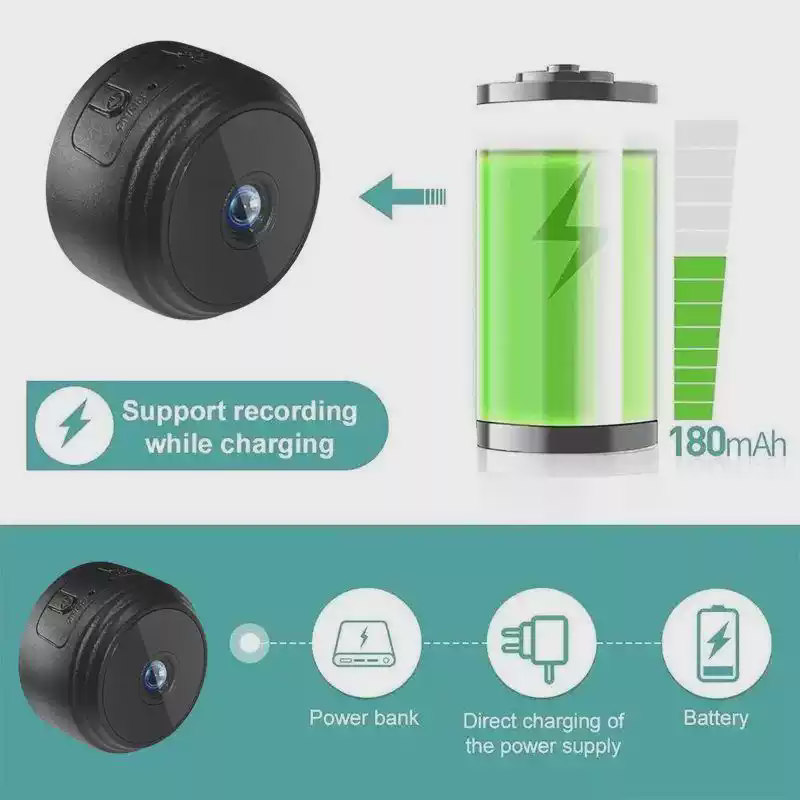 Support recording
while charging
180mAh
Power bank
Direct charging of
the power supply
Battery